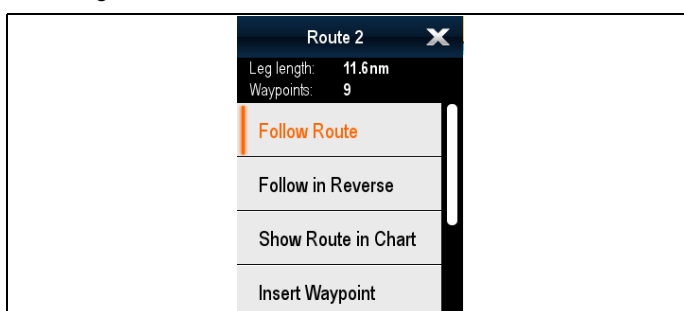 Route 2 X
Leg length: 11.6nm
Waypoints: 9
Follow Route
Follow in Reverse
Show Route in Chart
Insert Waypoint